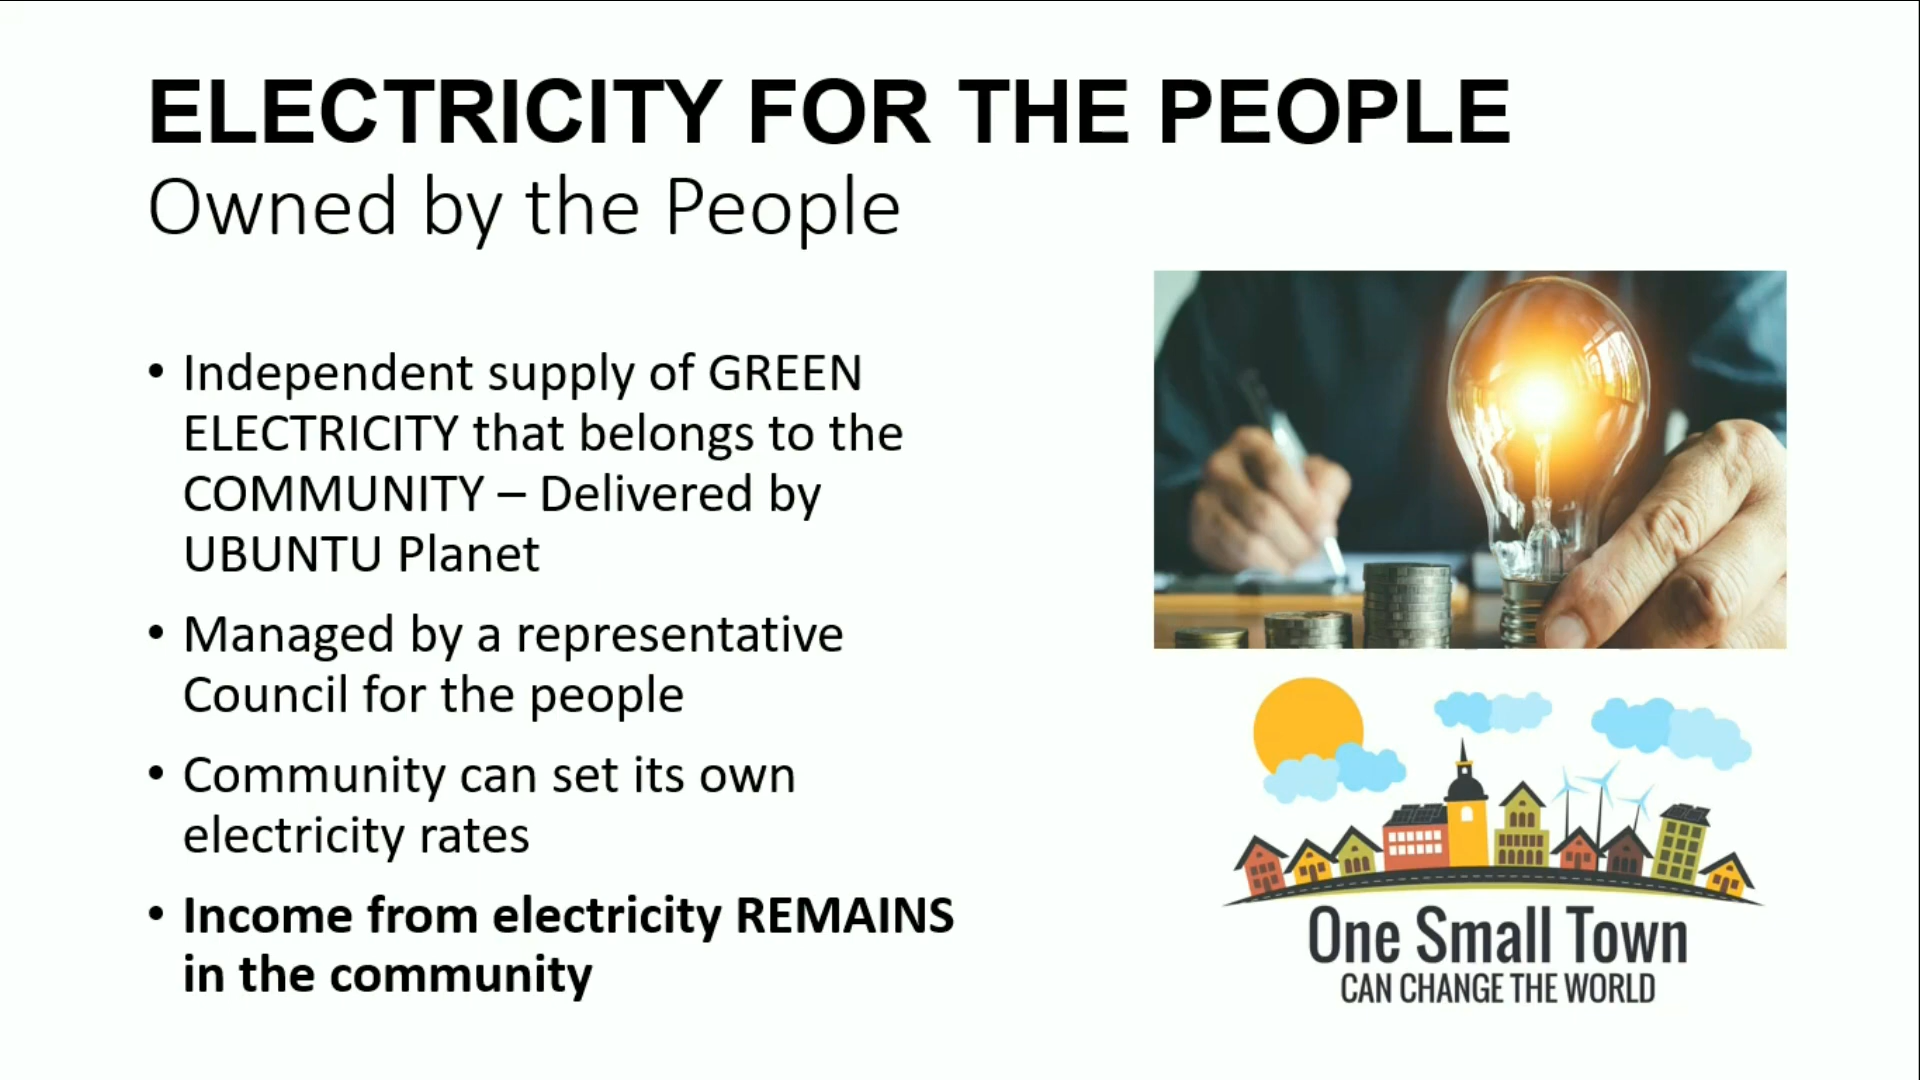 ELECTRICITY FOR THE PEOPLE
Owned by the People
• Independent supply of GREEN
ELECTRICITY that belongs to the
COMMUNITY – Delivered by
UBUNTU Planet
• Managed by a representative
Council for the people
• Community can set its own
electricity rates
• Income from electricity REMAINS
in the community
One Small Town
CAN CHANGE THE WORLD